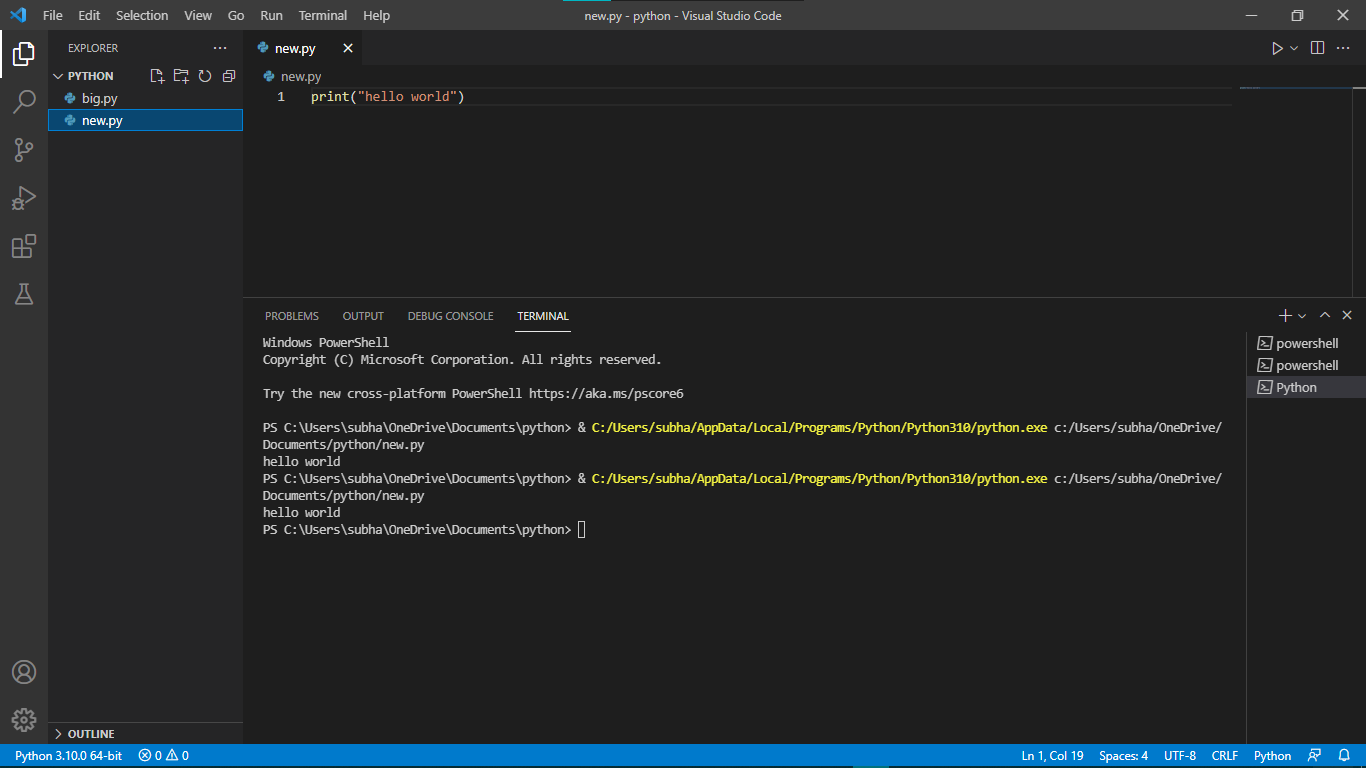 File Edit Selection View Go Run Terminal Help new.py - python - Visual Studio Code
EXPLORER
PYTHON
big.py
new.py
OUTLINE
new.py
new.py
1 print("hello world")
PROBLEMS OUTPUT DEBUG CONSOLE TERMINAL
Windows PowerShell
Copyright (C) Microsoft Corporation. All rights reserved.
Try the new cross-platform PowerShell https://aka.ms/pscore6
PS C:\Users\subha\OneDrive\Documents\python> & C:/Users/subha/AppData/Local/Programs/Python/Python310/python.exe c:/Users/subha/OneDrive/
Documents/python/new.py
hello world
PS C:\Users\subha\OneDrive\Documents\python> & C:/Users/subha/AppData/Local/Programs/Python/Python310/python.exe c:/Users/subha/OneDrive/
Documents/python/new.py
hello world
PS C:\Users\subha\OneDrive\Documents\python>
powershell
powershell
Python
Python 3.10.0 64-bit 0 0 Ln 1, Col 19 Spaces: 4 UTF-8 CRLF Python